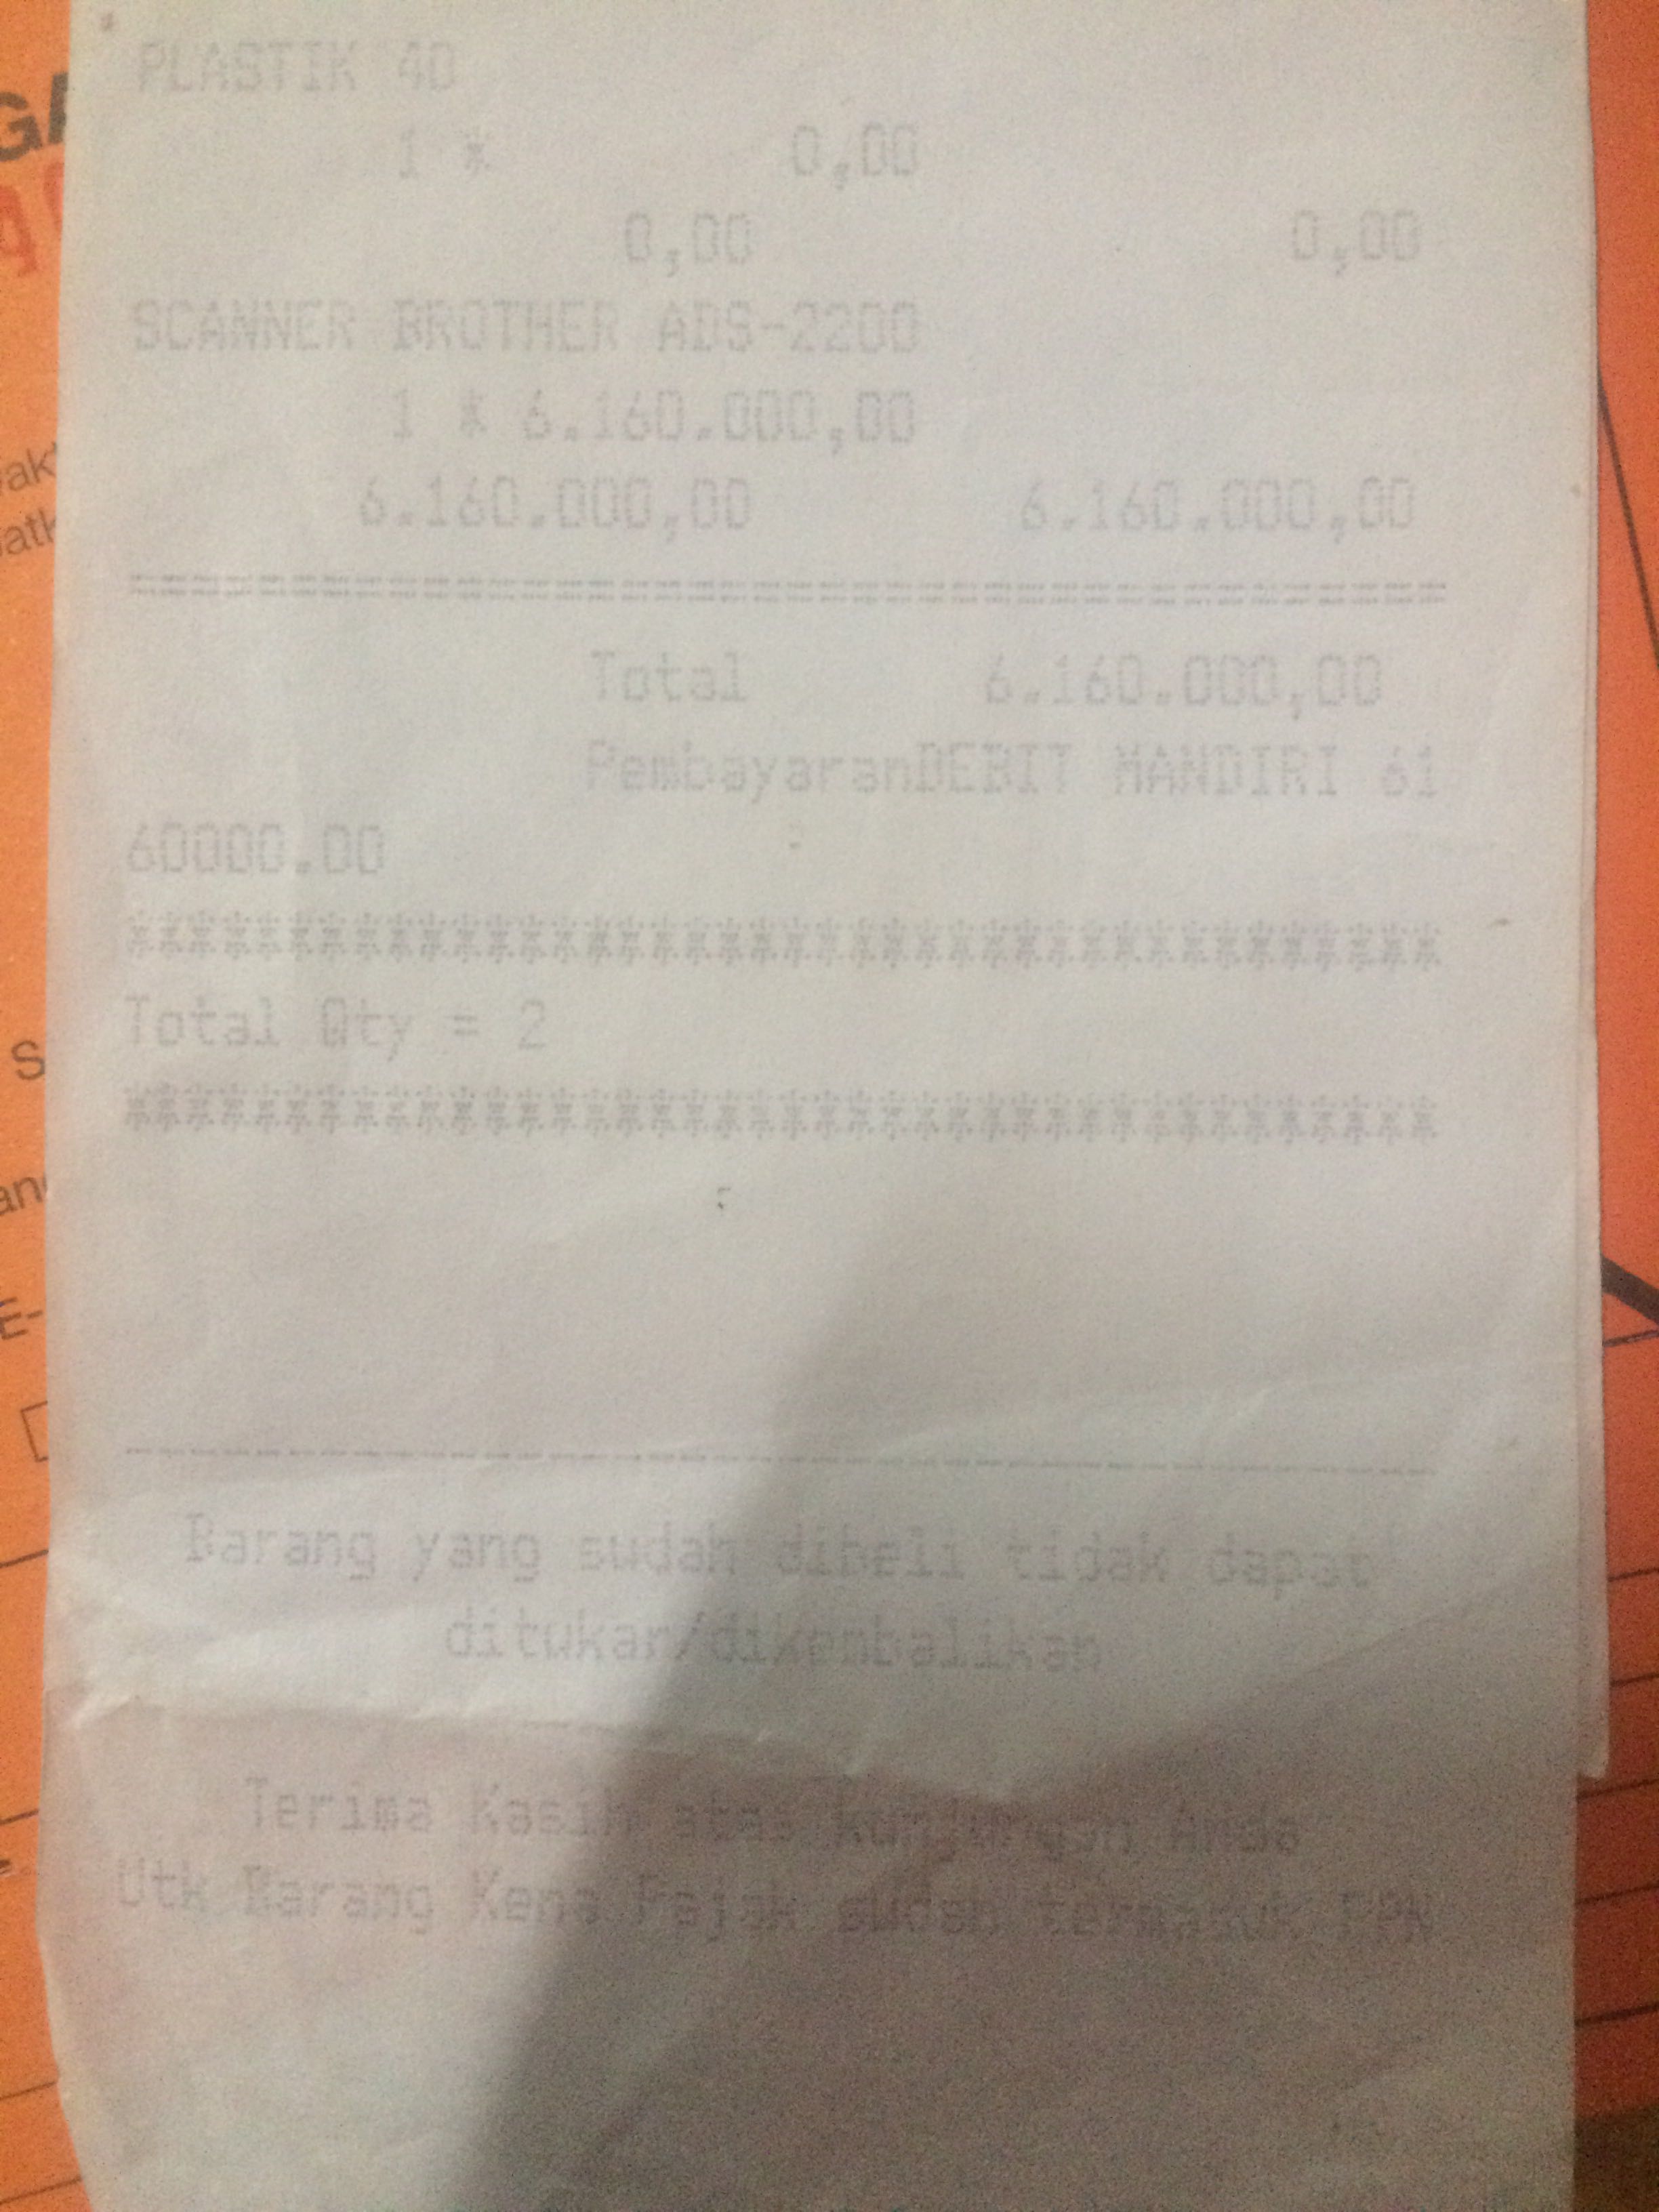 PLASTIK 40
1 * 0,00
0,00 0,00
SCANNER BROTHER ADS-2200
1 * 6.160.000,00
6.160.000,00 6.160.000,00
========================================
Total 6.160.000,00
PembayaranDEBIT MANDIRI 61
60000.00
****************************************
Total Qty = 2
****************************************
----------------------------------------
Barang yang sudah dibeli tidak dapat
ditukar/dikembalikan
Terima Kasih atas kunjungan Anda
Utk Barang Kena Pajak sudah termasuk PPN